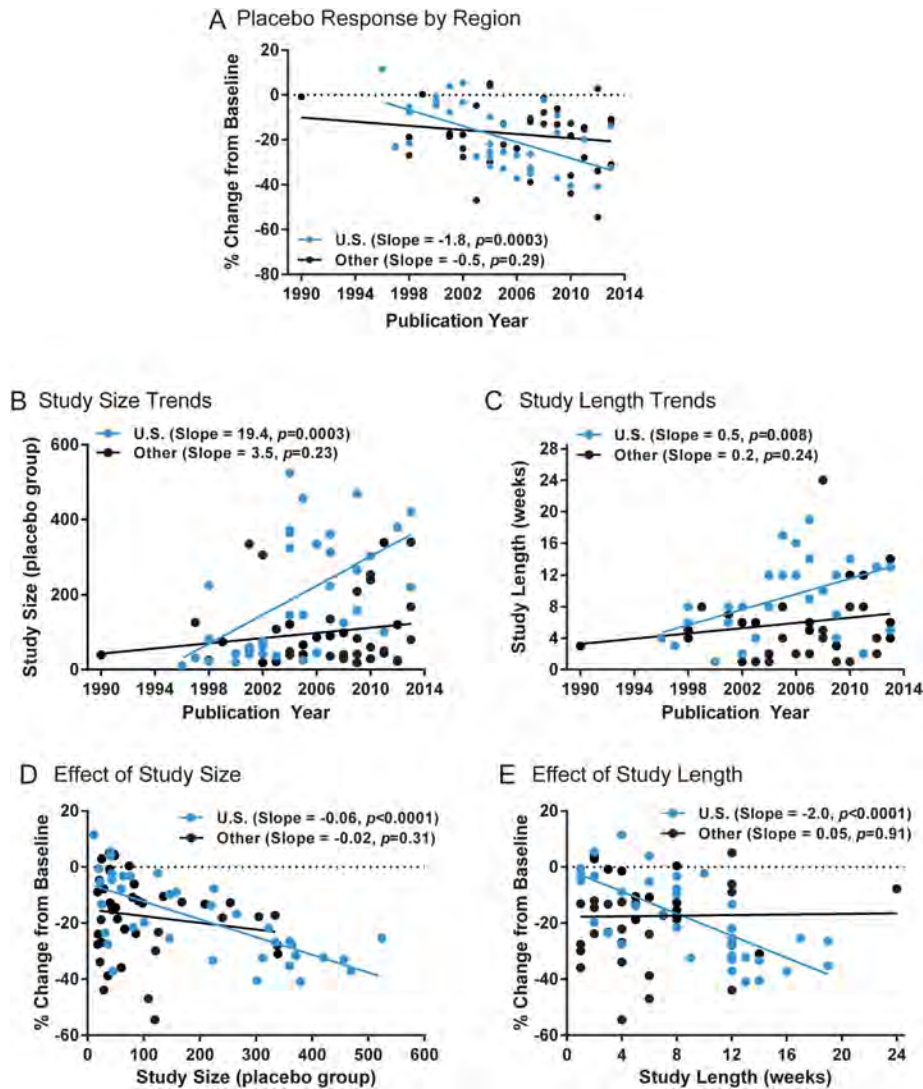 A Placebo Response by Region
20
0
-20
-40
-60
-80
% Change from Baseline
U.S. (Slope = -1.8, p=0.0003)
Other (Slope = -0.5, p=0.29)
1990 1994 1998 2002 2006 2010 2014
Publication Year
B Study Size Trends
U.S. (Slope = 19.4, p=0.0003)
Other (Slope = 3.5, p=0.23)
600
400
200
0
Study Size (placebo group)
1990 1994 1998 2002 2006 2010 2014
Publication Year
C Study Length Trends
U.S. (Slope = 0.5, p=0.008)
Other (Slope = 0.2, p=0.24)
28
24
20
16
12
8
4
0
Study Length (weeks)
1990 1994 1998 2002 2006 2010 2014
Publication Year
D Effect of Study Size
U.S. (Slope = -0.06, p<0.0001)
Other (Slope = -0.02, p=0.31)
20
0
-20
-40
-60
% Change from Baseline
0 100 200 300 400 500 600
Study Size (placebo group)
E Effect of Study Length
U.S. (Slope = -2.0, p<0.0001)
Other (Slope = 0.05, p=0.91)
20
0
-20
-40
-60
% Change from Baseline
0 4 8 12 16 20 24
Study Length (weeks)